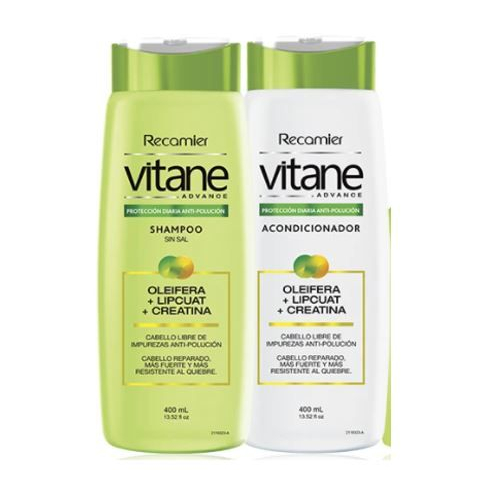 Recamier
vitane
ADVANCE
PROTECCIÓN DIARIA ANTI-POLUCIÓN
SHAMPOO
SIN SAL
OLEIFERA
+ LIPCUAT
+ CREATINA
CABELLO LIBRE DE
IMPUREZAS ANTI-POLUCIÓN
CABELLO REPARADO,
MÁS FUERTE Y MÁS
RESISTENTE AL QUIEBRE.
400 mL
13.52 fl oz
Recamier
vitane
ADVANCE
PROTECCIÓN DIARIA ANTI-POLUCIÓN
ACONDICIONADOR
OLEIFERA
+ LIPCUAT
+ CREATINA
CABELLO LIBRE DE
IMPUREZAS ANTI-POLUCIÓN
CABELLO REPARADO,
MÁS FUERTE Y MÁS
RESISTENTE AL QUIEBRE.
400 mL
13.52 fl oz